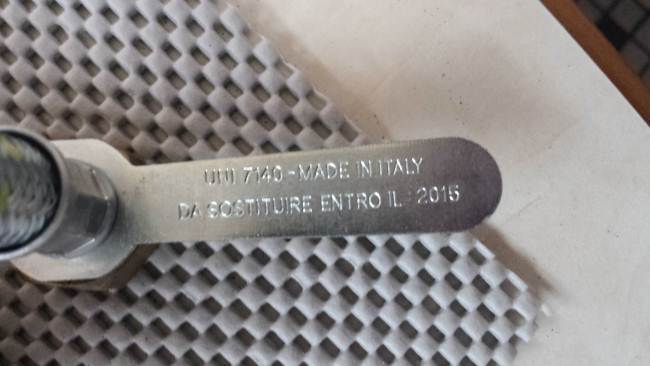 UNI 7140 - MADE IN ITALY
DA SOSTITUIRE ENTRO IL : 2015